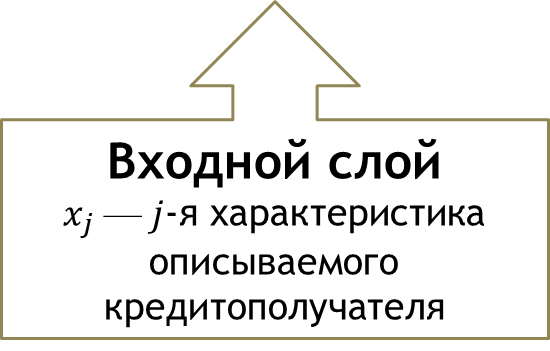 Входной слой
xⱼ — j-я характеристика
описываемого
кредитополучателя